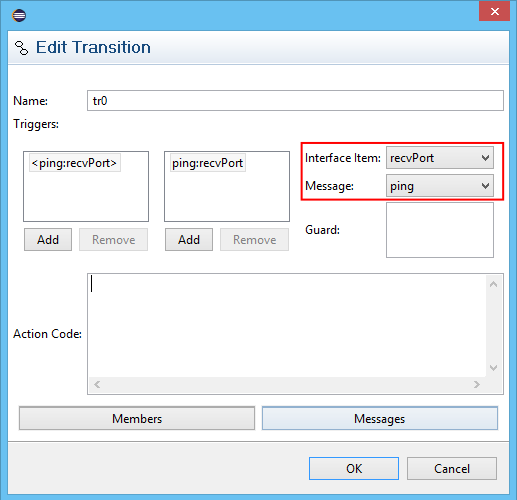 Edit Transition
Name: tr0
Triggers:
<ping:recvPort> ping:recvPort Interface Item: recvPort
Message: ping
Add Remove Add Remove Guard:
Action Code:
Members Messages
OK Cancel